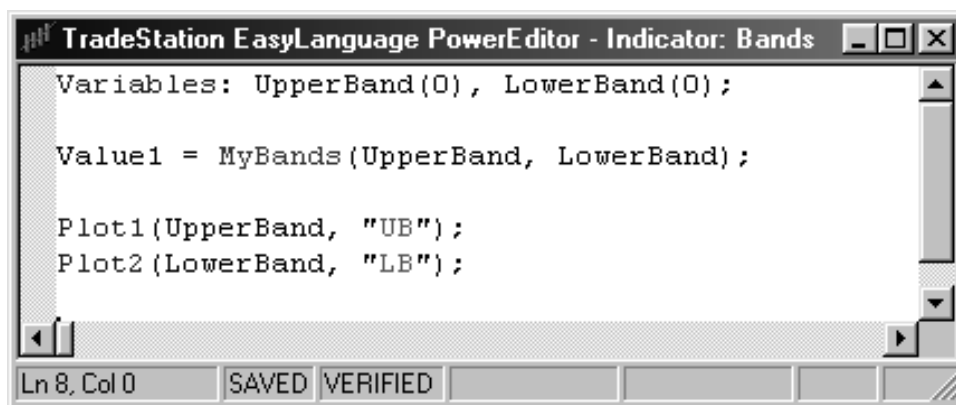 TradeStation EasyLanguage PowerEditor - Indicator: Bands
Variables: UpperBand(0), LowerBand(0);
Value1 = MyBands(UpperBand, LowerBand);
Plot1(UpperBand, "UB");
Plot2(LowerBand, "LB");
Ln 8, Col 0 SAVED VERIFIED